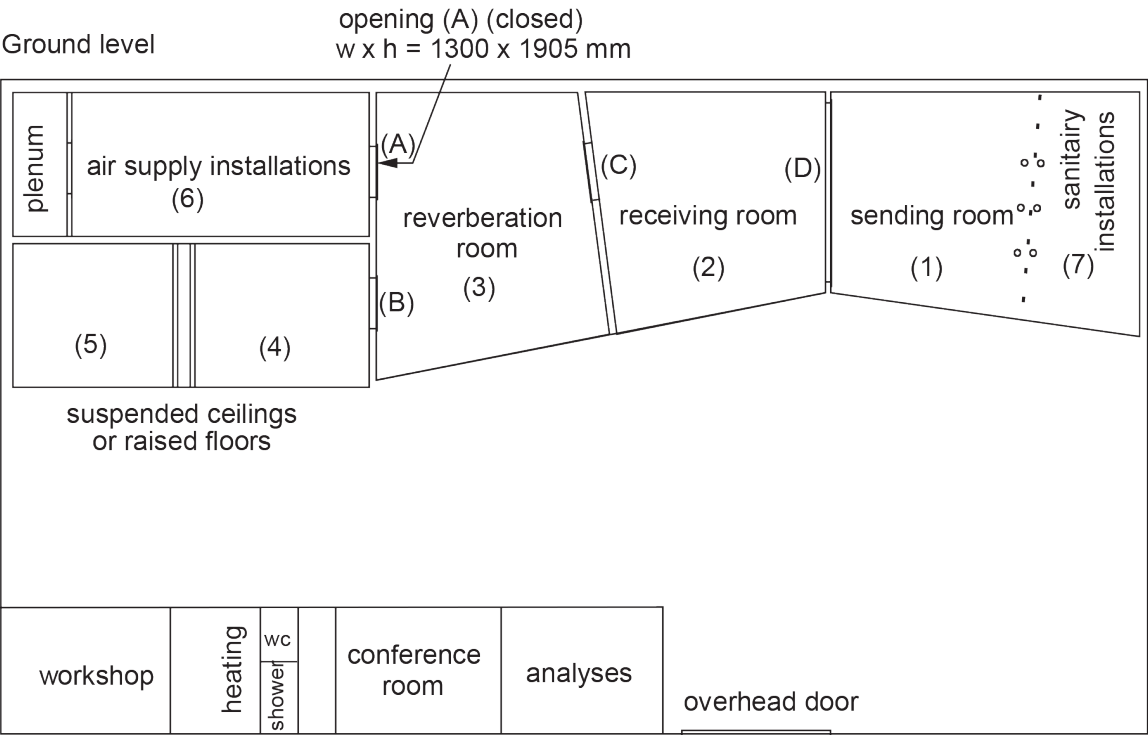 Ground level
opening (A) (closed)
w x h = 1300 x 1905 mm
plenum
air supply installations
(6)
(A)
reverberation
room
(3)
(C)
receiving room
(2)
(D)
sending room
(1)
sanitairy
installations
(7)
(5)
(4)
(B)
suspended ceilings
or raised floors
workshop
heating
wc
shower
conference
room
analyses
overhead door